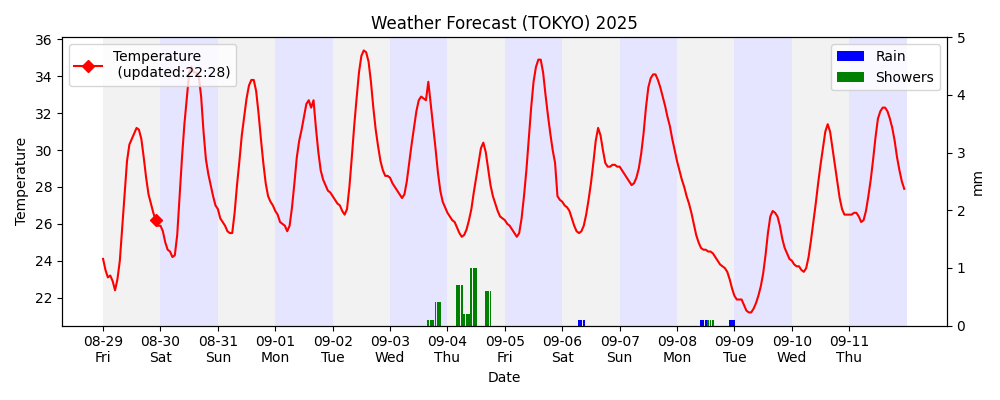 Weather Forecast (TOKYO) 2025
Temperature
(updated:22:28)
Rain
Showers
Temperature
36
34
32
30
28
26
24
22
5
4
3
2
1
0
mm
08-29 08-30 08-31 09-01 09-02 09-03 09-04 09-05 09-06 09-07 09-08 09-09 09-10 09-11
Fri Sat Sun Mon Tue Wed Thu Fri Sat Sun Mon Tue Wed Thu
Date